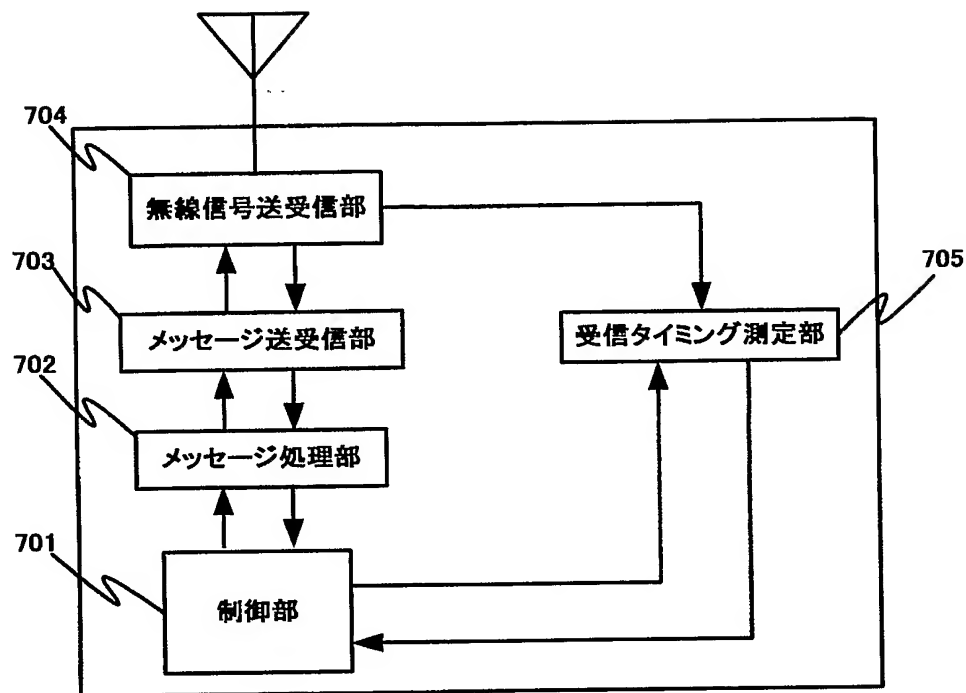 704
無線信号送受信部
703
メッセージ送受信部
705
受信タイミング測定部
702
メッセージ処理部
701
制御部